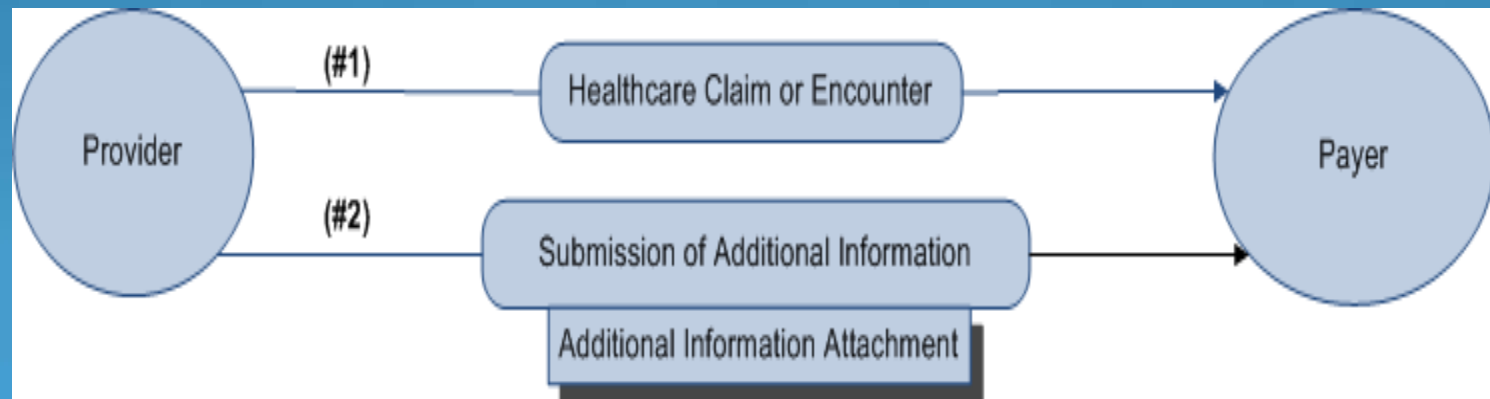 (#1)
Healthcare Claim or Encounter
Provider
Payer
(#2)
Submission of Additional Information
Additional Information Attachment